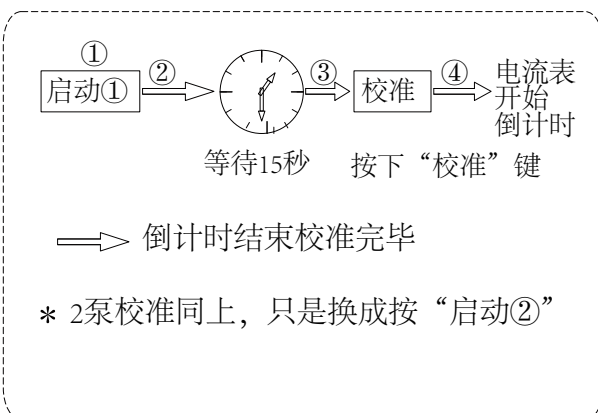 ①
启动①
②
③
校准
④
电流表
开始
倒计时
等待15秒
按下“校准”键
倒计时结束校准完毕
* 2泵校准同上，只是换成按“启动②”